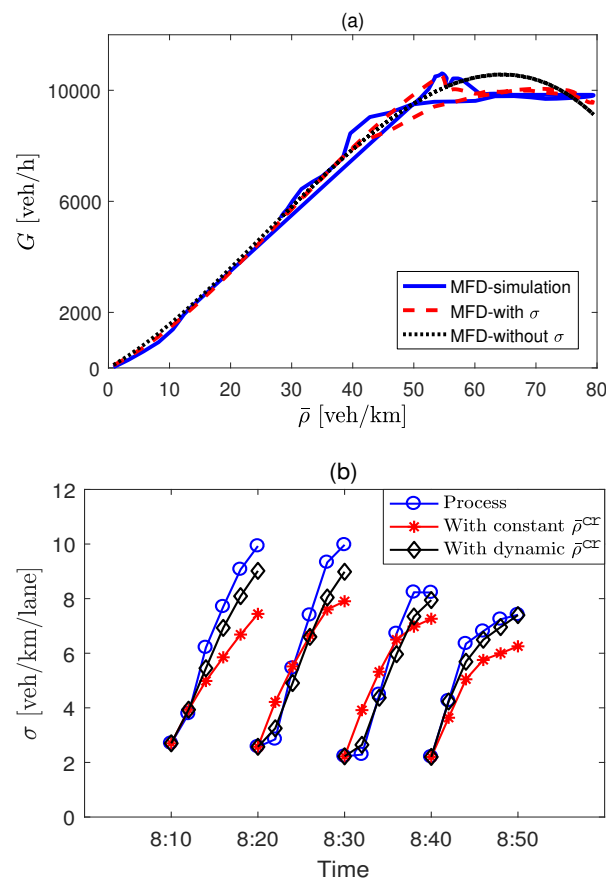 (a)
10000
6000
2000
0
G [veh/h]
0 10 20 30 40 50 60 70 80
ρ̄ [veh/km]
MFD-simulation
MFD-with σ
MFD-without σ
(b)
12
10
8
6
4
2
0
σ [veh/km/lane]
8:10 8:20 8:30 8:40 8:50
Time
Process
With constant ρ̄ᶜʳ
With dynamic ρ̄ᶜʳ